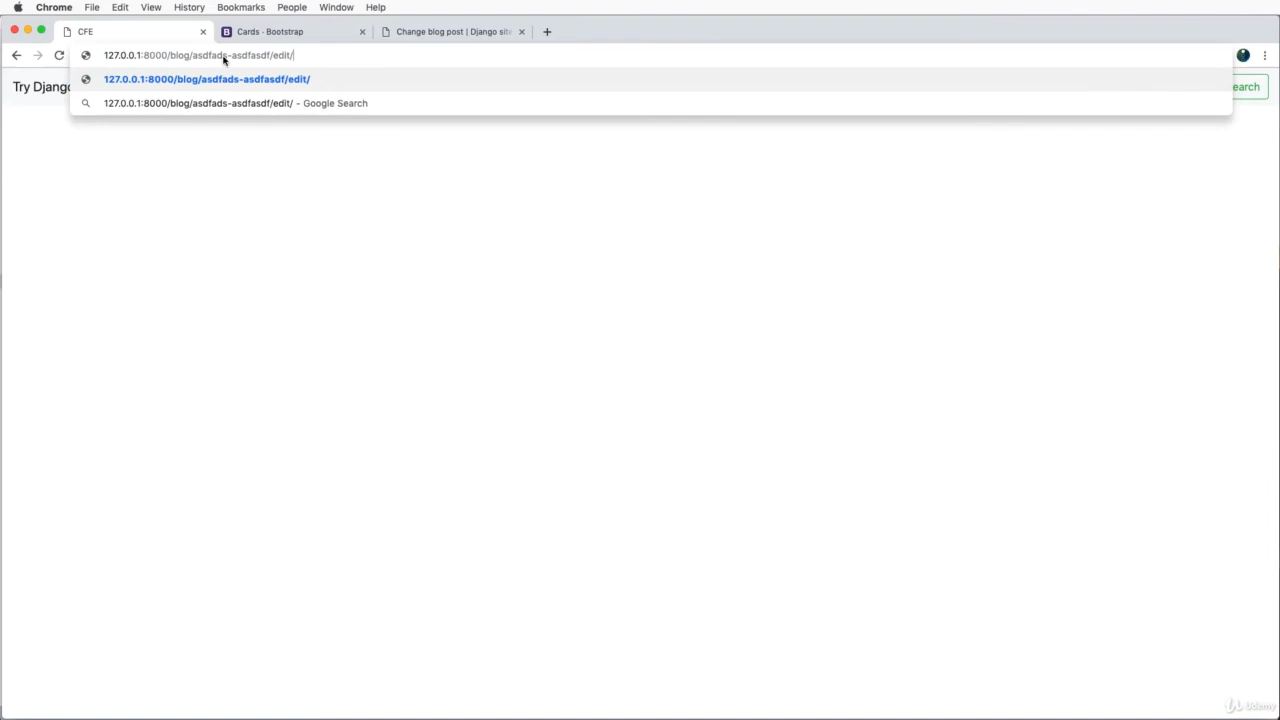 Chrome File Edit View History Bookmarks People Window Help
CFE Cards · Bootstrap Change blog post | Django site
127.0.0.1:8000/blog/asdfads-asdfasdf/edit/
Try Django
127.0.0.1:8000/blog/asdfads-asdfasdf/edit/
earch
127.0.0.1:8000/blog/asdfads-asdfasdf/edit/ - Google Search
udemy